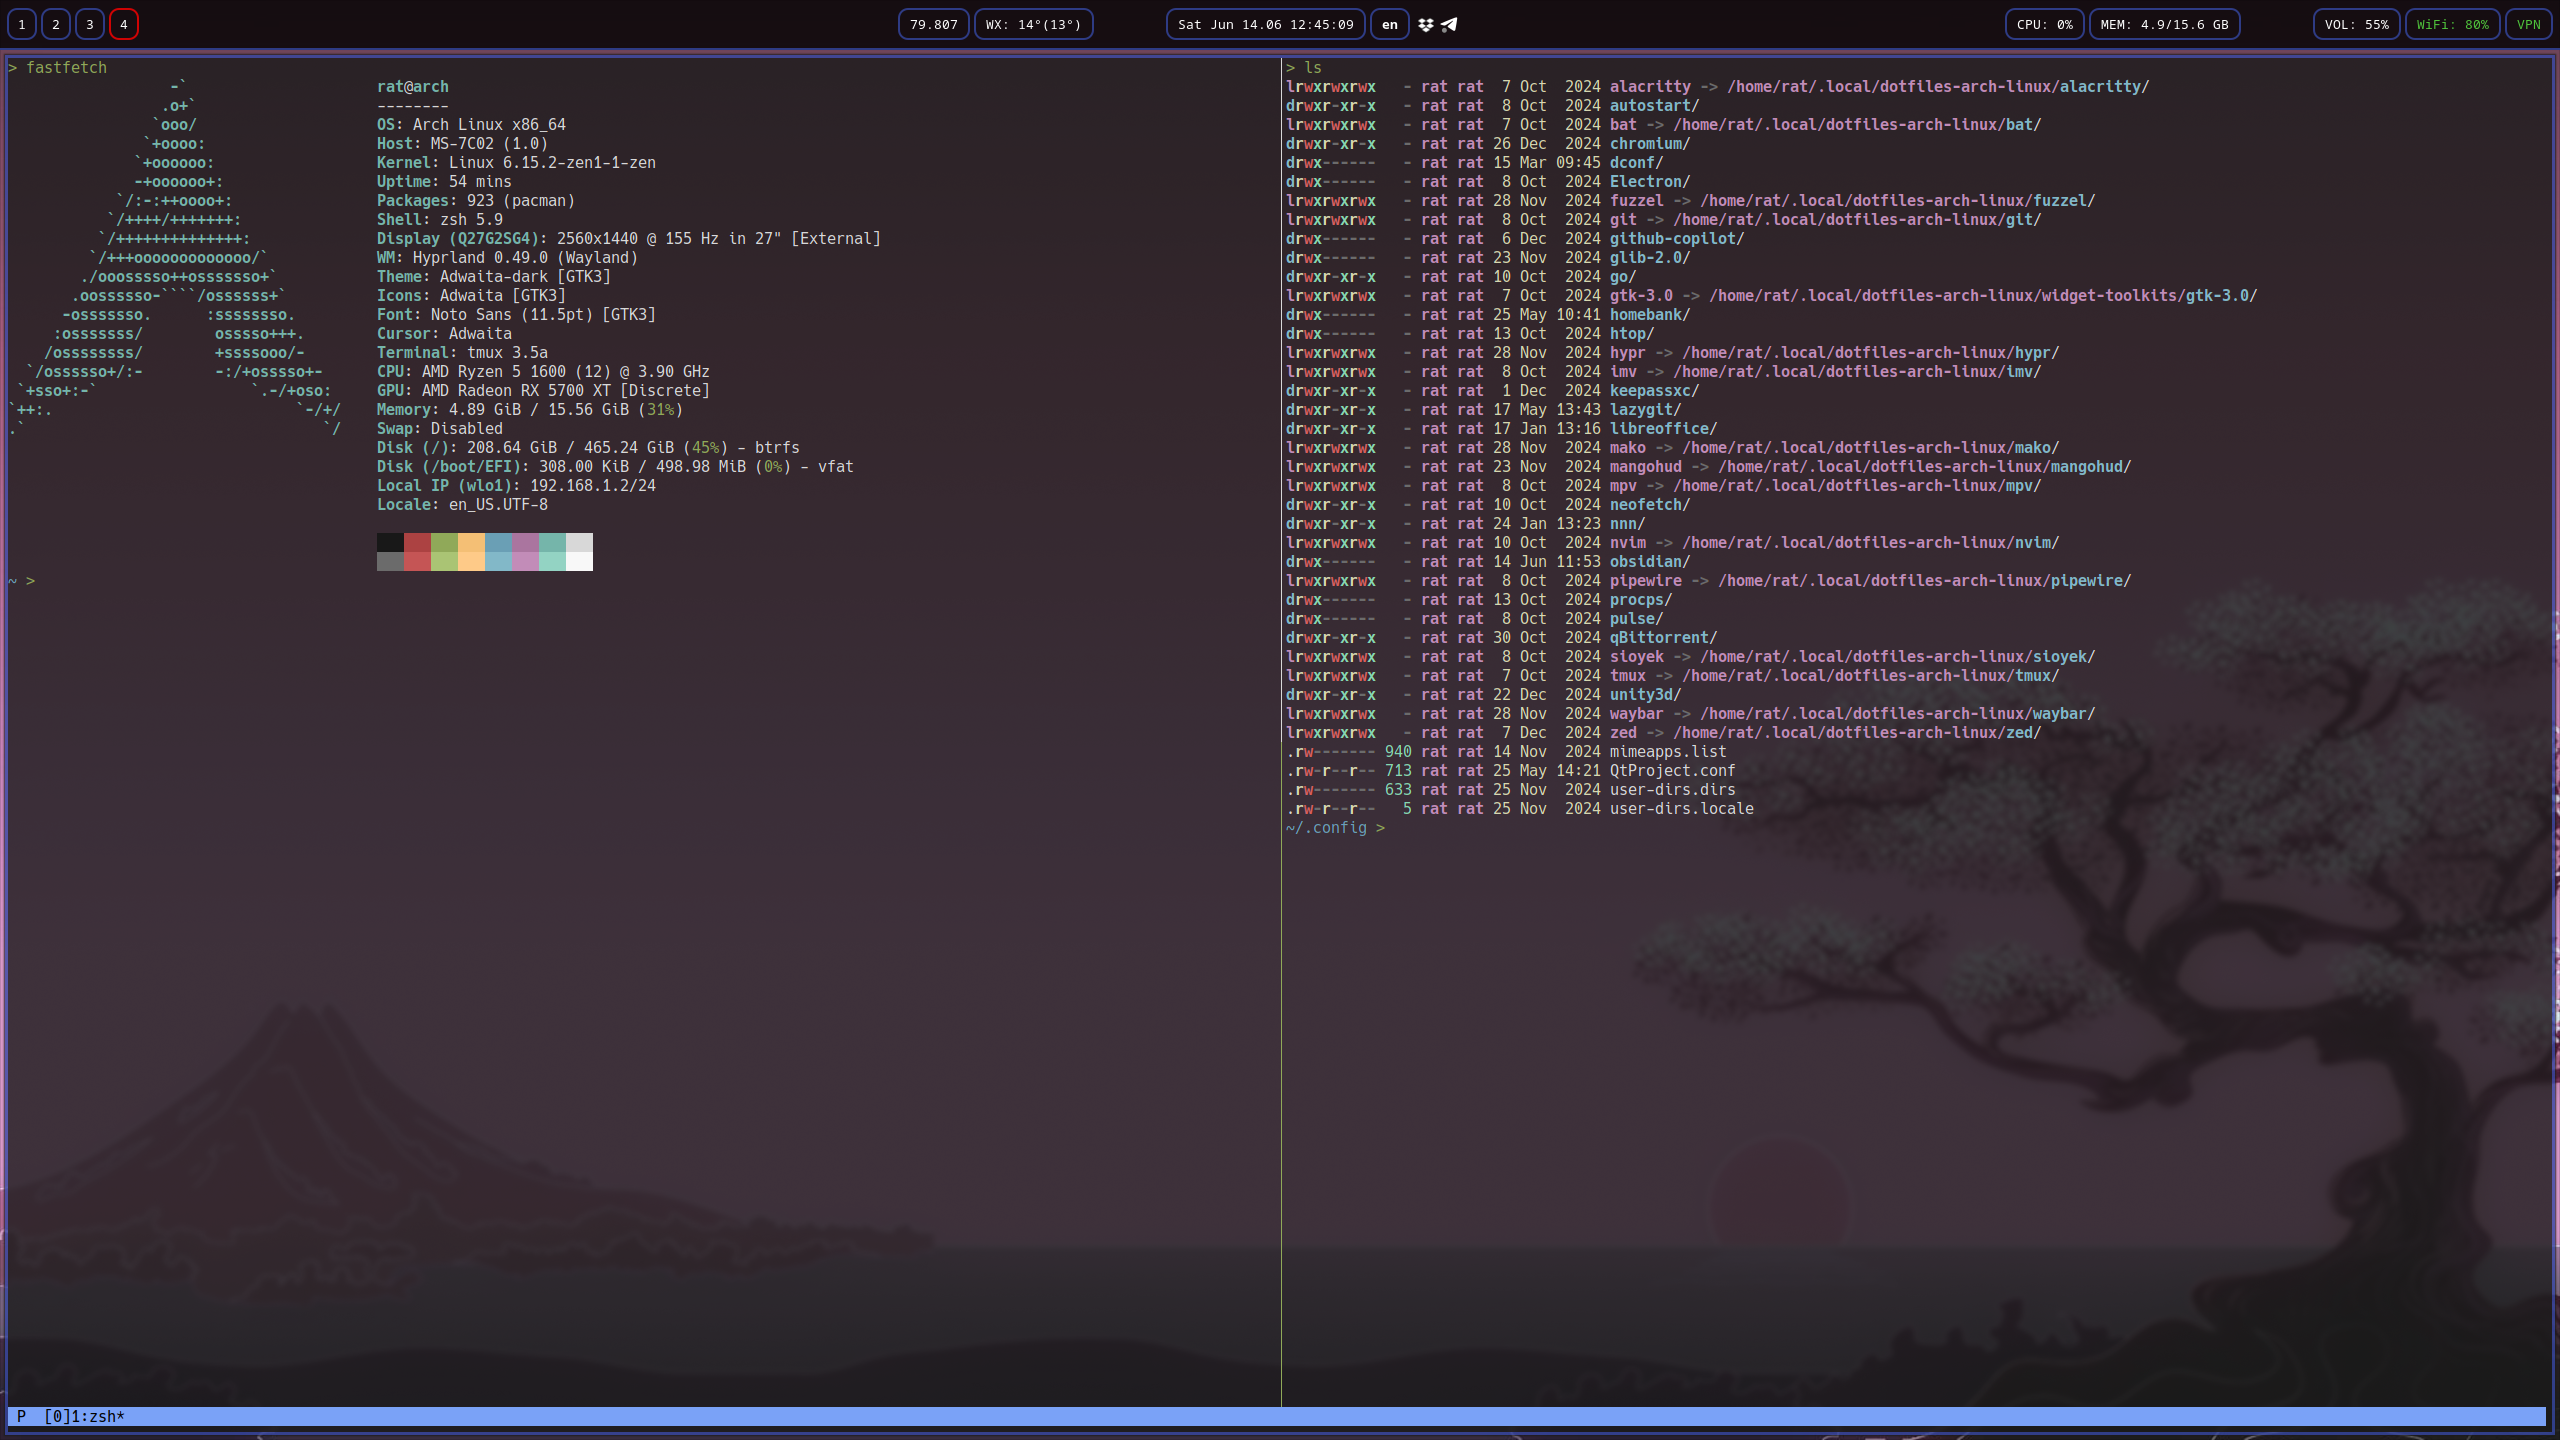 1 2 3 4 79.807 WX: 14°(13°) Sat Jun 14.06 12:45:09 en CPU: 0% MEM: 4.9/15.6 GB VOL: 55% WiFi: 80% VPN
> fastfetch
-`
.o+`
`ooo/
`+oooo:
`+oooooo:
-+oooooo+:
`/:-:++oooo+:
`/++++/+++++++:
`/++++++++++++++:
`/+++ooooooooooooo/`
./ooosssso++osssssso+`
.oossssso-````/ossssss+`
-osssssso.      :ssssssso.
:osssssss/        osssso+++.
/ossssssss/        +ssssooo/-
`/ossssso+/:-        -:/+osssso+-
`+sso+:-`                 `.-/+oso:
`++:.                           `-/+/
.`                                 `/
rat@arch
--------
OS: Arch Linux x86_64
Host: MS-7C02 (1.0)
Kernel: Linux 6.15.2-zen1-1-zen
Uptime: 54 mins
Packages: 923 (pacman)
Shell: zsh 5.9
Display (Q27G2SG4): 2560x1440 @ 155 Hz in 27" [External]
WM: Hyprland 0.49.0 (Wayland)
Theme: Adwaita-dark [GTK3]
Icons: Adwaita [GTK3]
Font: Noto Sans (11.5pt) [GTK3]
Cursor: Adwaita
Terminal: tmux 3.5a
CPU: AMD Ryzen 5 1600 (12) @ 3.90 GHz
GPU: AMD Radeon RX 5700 XT [Discrete]
Memory: 4.89 GiB / 15.56 GiB (31%)
Swap: Disabled
Disk (/): 208.64 GiB / 465.24 GiB (45%) - btrfs
Disk (/boot/EFI): 308.00 KiB / 498.98 MiB (0%) - vfat
Local IP (wlo1): 192.168.1.2/24
Locale: en_US.UTF-8
~ >
> ls
lrwxrwxrwx   - rat rat  7 Oct  2024 alacritty -> /home/rat/.local/dotfiles-arch-linux/alacritty/
drwxr-xr-x   - rat rat  8 Oct  2024 autostart/
lrwxrwxrwx   - rat rat  7 Oct  2024 bat -> /home/rat/.local/dotfiles-arch-linux/bat/
drwxr-xr-x   - rat rat 26 Dec  2024 chromium/
drwx------   - rat rat 15 Mar 09:45 dconf/
drwx------   - rat rat  8 Oct  2024 Electron/
lrwxrwxrwx   - rat rat 28 Nov  2024 fuzzel -> /home/rat/.local/dotfiles-arch-linux/fuzzel/
lrwxrwxrwx   - rat rat  8 Oct  2024 git -> /home/rat/.local/dotfiles-arch-linux/git/
drwx------   - rat rat  6 Dec  2024 github-copilot/
drwx------   - rat rat 23 Nov  2024 glib-2.0/
drwxr-xr-x   - rat rat 10 Oct  2024 go/
lrwxrwxrwx   - rat rat  7 Oct  2024 gtk-3.0 -> /home/rat/.local/dotfiles-arch-linux/widget-toolkits/gtk-3.0/
drwx------   - rat rat 25 May 10:41 homebank/
drwx------   - rat rat 13 Oct  2024 htop/
lrwxrwxrwx   - rat rat 28 Nov  2024 hypr -> /home/rat/.local/dotfiles-arch-linux/hypr/
lrwxrwxrwx   - rat rat  8 Oct  2024 imv -> /home/rat/.local/dotfiles-arch-linux/imv/
drwxr-xr-x   - rat rat  1 Dec  2024 keepassxc/
drwxr-xr-x   - rat rat 17 May 13:43 lazygit/
drwxr-xr-x   - rat rat 17 Jan 13:16 libreoffice/
lrwxrwxrwx   - rat rat 28 Nov  2024 mako -> /home/rat/.local/dotfiles-arch-linux/mako/
lrwxrwxrwx   - rat rat 23 Nov  2024 mangohud -> /home/rat/.local/dotfiles-arch-linux/mangohud/
lrwxrwxrwx   - rat rat  8 Oct  2024 mpv -> /home/rat/.local/dotfiles-arch-linux/mpv/
drwxr-xr-x   - rat rat 10 Oct  2024 neofetch/
drwxr-xr-x   - rat rat 24 Jan 13:23 nnn/
lrwxrwxrwx   - rat rat 10 Oct  2024 nvim -> /home/rat/.local/dotfiles-arch-linux/nvim/
drwx------   - rat rat 14 Jun 11:53 obsidian/
lrwxrwxrwx   - rat rat  8 Oct  2024 pipewire -> /home/rat/.local/dotfiles-arch-linux/pipewire/
drwx------   - rat rat 13 Oct  2024 procps/
drwx------   - rat rat  8 Oct  2024 pulse/
drwxr-xr-x   - rat rat 30 Oct  2024 qBittorrent/
lrwxrwxrwx   - rat rat  8 Oct  2024 sioyek -> /home/rat/.local/dotfiles-arch-linux/sioyek/
lrwxrwxrwx   - rat rat  7 Oct  2024 tmux -> /home/rat/.local/dotfiles-arch-linux/tmux/
drwxr-xr-x   - rat rat 22 Dec  2024 unity3d/
lrwxrwxrwx   - rat rat 28 Nov  2024 waybar -> /home/rat/.local/dotfiles-arch-linux/waybar/
lrwxrwxrwx   - rat rat  7 Dec  2024 zed -> /home/rat/.local/dotfiles-arch-linux/zed/
.rw------- 940 rat rat 14 Nov  2024 mimeapps.list
.rw-r--r-- 713 rat rat 25 May 14:21 QtProject.conf
.rw------- 633 rat rat 25 Nov  2024 user-dirs.dirs
.rw-r--r--   5 rat rat 25 Nov  2024 user-dirs.locale
~/.config >
P  [0]1:zsh*